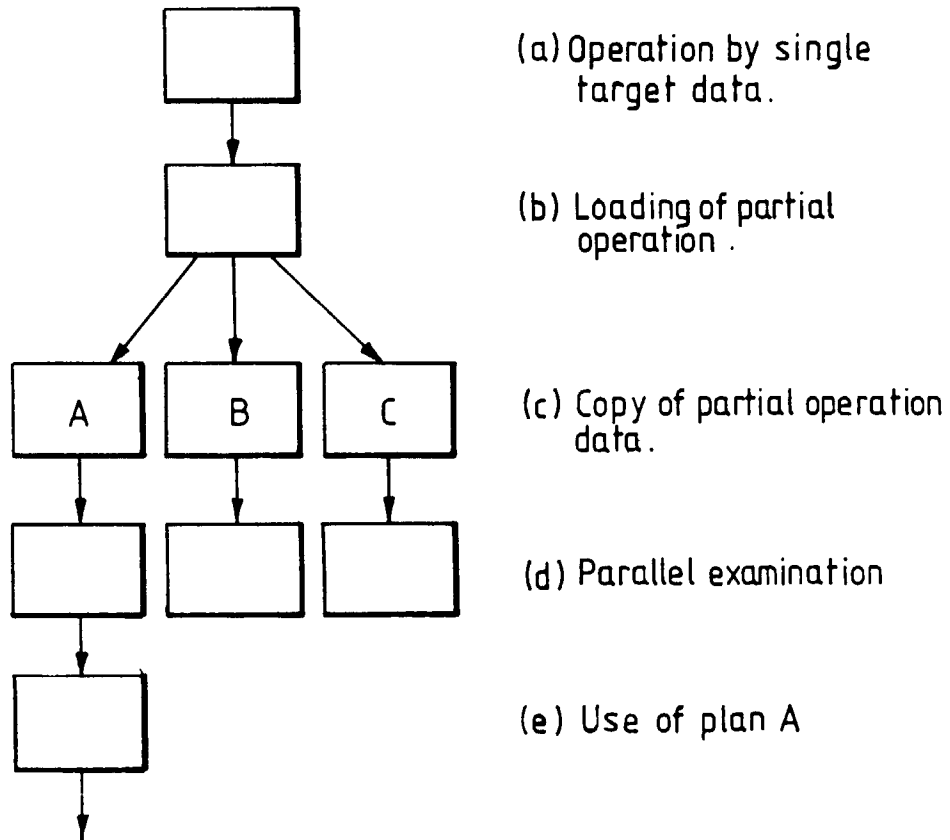 (a) Operation by single
target data.
(b) Loading of partial
operation .
A
B
C
(c) Copy of partial operation
data.
(d) Parallel examination
(e) Use of plan A